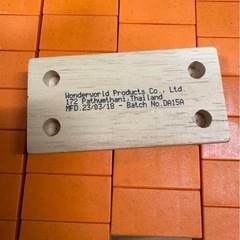 Wonderworld Products Co., Ltd.
172 Pathumthani, Thailand
MFD.23/03/18 - Batch No.DA15A